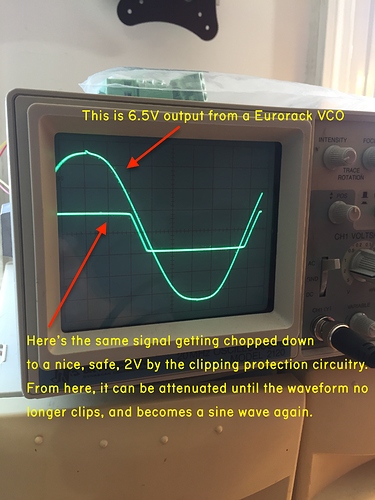 This is 6.5V output from a Eurorack VCO
INTENSITY
TRACE
ROTATION
CH1 VOLTS
AC
Here's the same signal getting chopped down
to a nice, safe, 2V by the clipping protection circuitry.
From here, it can be attenuated until the waveform no
longer clips, and becomes a sine wave again.